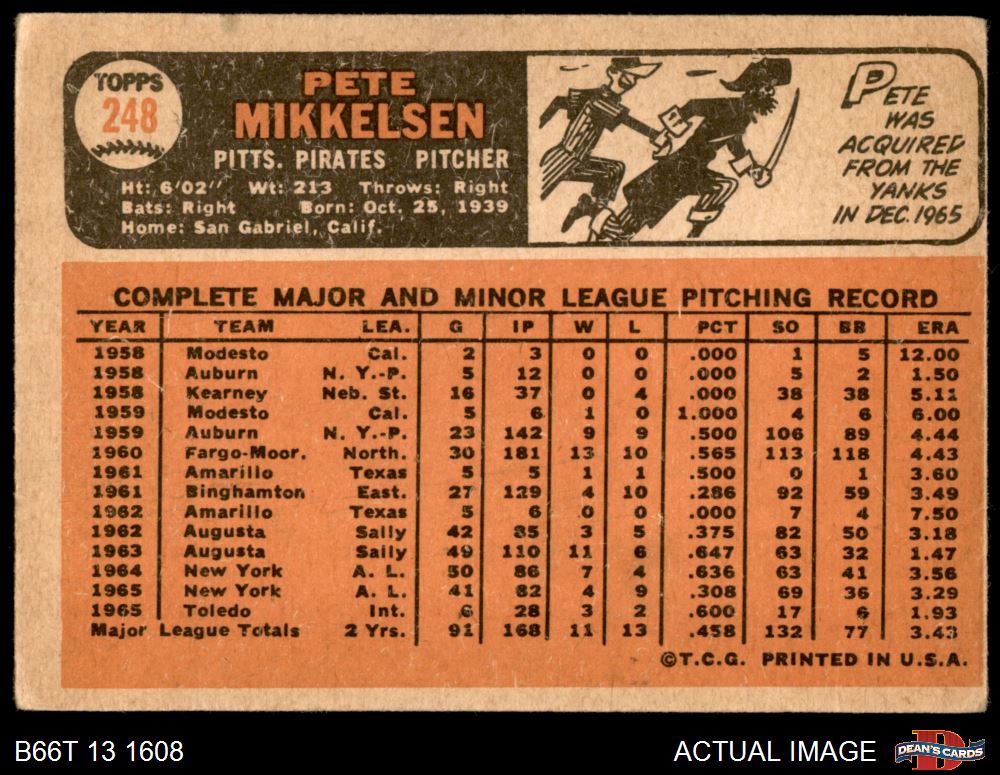 TOPPS
248
PETE
MIKKELSEN
PITTS. PIRATES PITCHER
Ht: 6'02" Wt: 213 Throws: Right
Bats: Right Born: Oct. 25, 1939
Home: San Gabriel, Calif.
PETE
WAS
ACQUIRED
FROM THE
YANKS
IN DEC. 1965
COMPLETE MAJOR AND MINOR LEAGUE PITCHING RECORD
YEAR TEAM LEA. G IP W L PCT SO BB ERA
1958 Modesto Cal. 2 3 0 0 .000 1 5 12.00
1958 Auburn N. Y.-P. 5 12 0 0 .000 5 2 1.50
1958 Kearney Neb. St. 16 37 0 4 .000 38 38 5.11
1959 Modesto Cal. 5 6 1 0 1.000 4 6 6.00
1959 Auburn N. Y.-P. 23 142 9 9 .500 106 89 4.44
1960 Fargo-Moor. North. 30 181 13 10 .565 113 118 4.43
1961 Amarillo Texas 5 5 1 1 .500 0 1 3.60
1961 Binghamton East. 27 129 4 10 .286 92 59 3.49
1962 Amarillo Texas 5 6 0 0 .000 7 4 7.50
1962 Augusta Sally 42 85 3 5 .375 82 50 3.18
1963 Augusta Sally 49 110 11 6 .647 63 32 1.47
1964 New York A. L. 50 86 7 4 .636 63 41 3.56
1965 New York A. L. 41 82 4 9 .308 69 36 3.29
1965 Toledo Int. 6 28 3 2 .600 17 6 1.93
Major League Totals 2 Yrs. 91 168 11 13 .458 132 77 3.43
©T.C.G. PRINTED IN U.S.A.
B66T 13 1608
ACTUAL IMAGE
DEAN'S CARDS